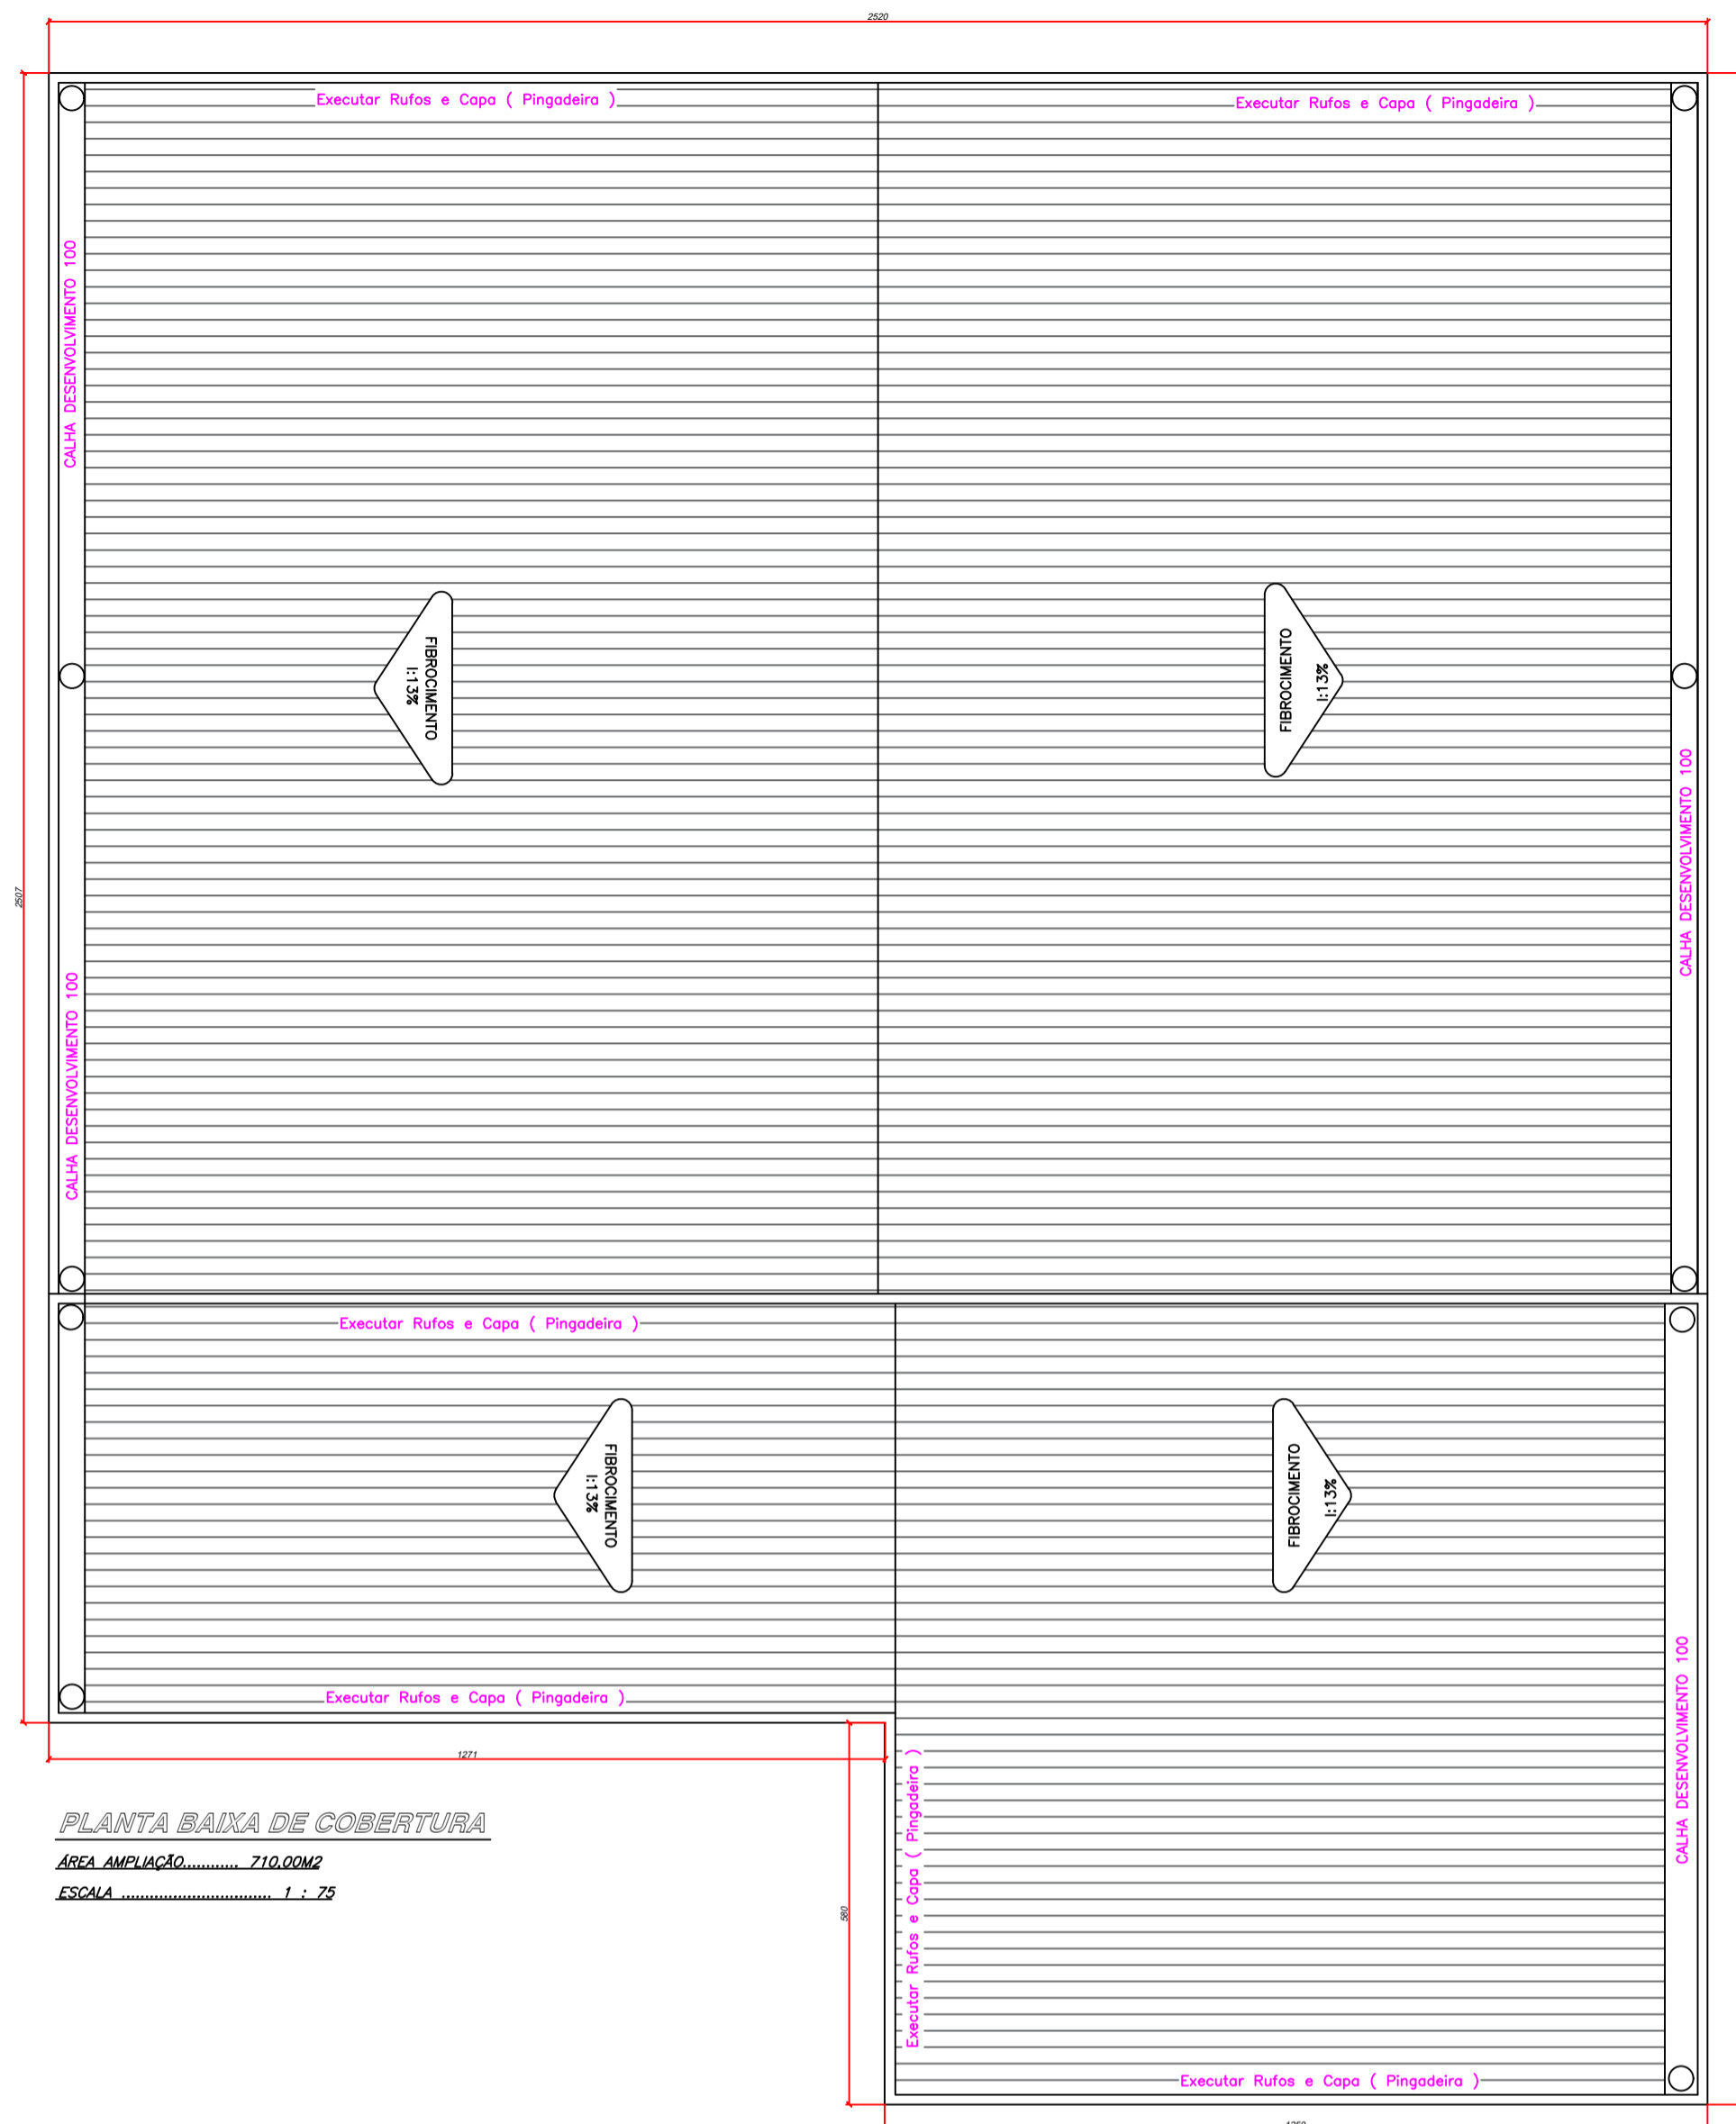 2520
Executar Rufos e Capa ( Pingadeira )
Executar Rufos e Capa ( Pingadeira )
CALHA DESENVOLVIMENTO 100
FIBROCIMENTO
I:13%
FIBROCIMENTO
I:13%
2507
CALHA DESENVOLVIMENTO 100
CALHA DESENVOLVIMENTO 100
Executar Rufos e Capa ( Pingadeira )
FIBROCIMENTO
I:13%
FIBROCIMENTO
I:13%
Executar Rufos e Capa ( Pingadeira )
CALHA DESENVOLVIMENTO 100
1271
Executar Rufos e Capa ( Pingadeira )
PLANTA BAIXA DE COBERTURA
ÁREA AMPLIAÇÃO............ 710.00M2
ESCALA ................................ 1 : 75
580
Executar Rufos e Capa ( Pingadeira )